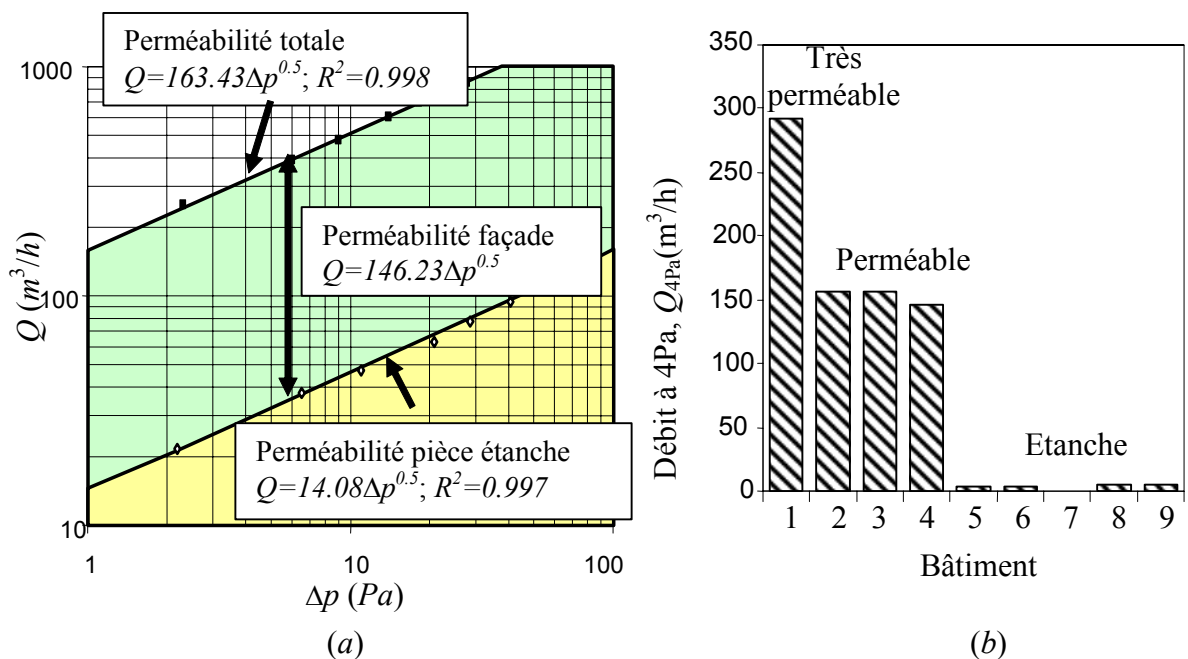 Perméabilité totale
Q=163.43Δp^0.5; R²=0.998
Perméabilité façade
Q=146.23Δp^0.5
Perméabilité pièce étanche
Q=14.08Δp^0.5; R²=0.997
Q (m³/h)
1000
100
10
1
10
100
Δp (Pa)
(a)
Débit à 4Pa, Q4Pa(m³/h)
350
300
250
200
150
100
50
0
Très
perméable
Perméable
Etanche
1 2 3 4 5 6 7 8 9
Bâtiment
(b)